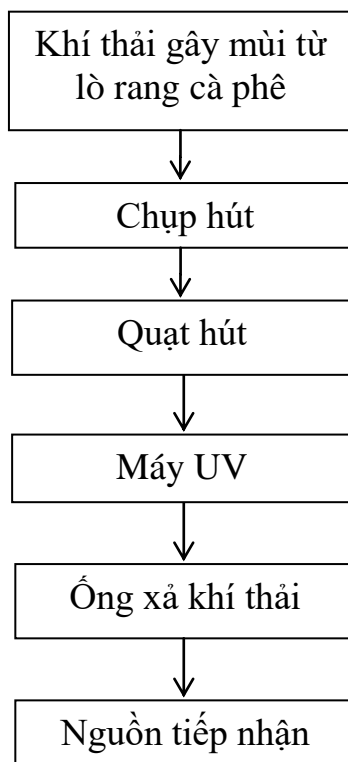 Khí thải gây mùi từ
lò rang cà phê
Chụp hút
Quạt hút
Máy UV
Ống xả khí thải
Nguồn tiếp nhận